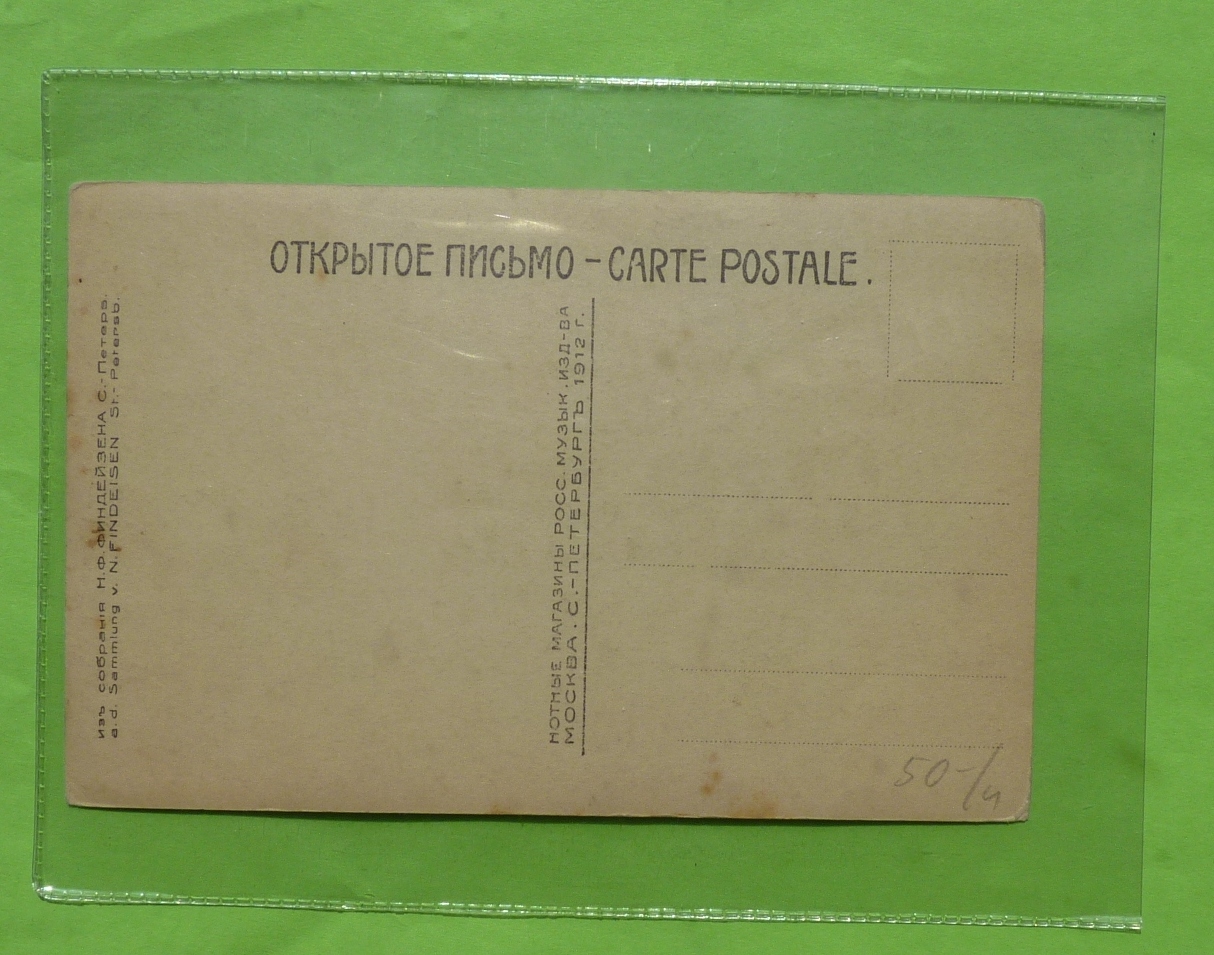 ОТКРЫТОЕ ПИСЬМО – CARTE POSTALE.
изъ собранія Н.Ф.ФИНДЕЙЗЕНА С.-Петерб.
a.d. Sammlung v. N.FINDEISEN St.-Petersb.
НОТНЫЕ МАГАЗИНЫ РОСС.МУЗЫК.ИЗД-ВА
МОСКВА.С.-ПЕТЕРБУРГЪ 1912 г.
50-/